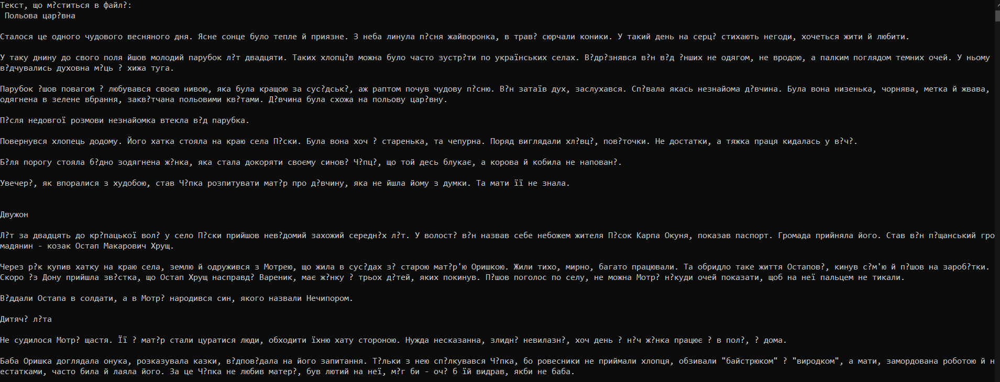 Текст, що м?ститься в файл?:
Польова цар?вна
Сталося це одного чудового весняного дня. Ясне сонце було тепле й приязне. З неба линула п?сня жайворонка, в трав? сюрчали коники. У такий день на серц? стихають негоди, хочеться жити й любити.
У таку днину до свого поля йшов молодий парубок л?т двадцяти. Таких хлопц?в можна було часто зустр?ти по українських селах. В?др?знявся в?н в?д ?нших не одягом, не вродою, а палким поглядом темних очей. У ньому
в?дчувались духовна м?ць ? хижа туга.
Парубок ?шов повагом ? любувався своєю нивою, яка була кращою за сус?дськ?, аж раптом почув чудову п?сню. В?н затаїв дух, заслухався. Сп?вала якась незнайома д?вчина. Була вона низенька, чорнява, метка й жвава,
одягнена в зелене вбрання, закв?тчана польовими кв?тами. Д?вчина була схожа на польову цар?вну.
П?сля недовгої розмови незнайомка втекла в?д парубка.
Повернувся хлопець додому. Його хатка стояла на краю села П?ски. Була вона хоч ? старенька, та чепурна. Поряд виглядали хл?вц?, пов?точки. Не достатки, а тяжка праця кидалась у в?ч?.
Б?ля порогу стояла б?дно зодягнена ж?нка, яка стала докоряти своєму синов? Ч?пц?, що той десь блукає, а корова й кобила не напован?.
Увечер?, як впоралися з худобою, став Ч?пка розпитувати мат?р про д?вчину, яка не йшла йому з думки. Та мати її не знала.
Двужон
Л?т за двадцять до кр?пацької вол? у село П?ски прийшов нев?домий захожий середн?х л?т. У волост? в?н назвав себе небожем жителя П?сок Карпа Окуня, показав паспорт. Громада прийняла його. Став в?н п?щанський гро
мадянин - козак Остап Макарович Хрущ.
Через р?к купив хатку на краю села, землю й одружився з Мотрею, що жила в сус?дах з? старою мат?р'ю Оришкою. Жили тихо, мирно, багато працювали. Та обридло таке життя Остапов?, кинув с?м'ю й п?шов на зароб?тки.
Скоро ?з Дону прийшла зв?стка, що Остап Хрущ насправд? Вареник, має ж?нку ? трьох д?тей, яких покинув. П?шов поголос по селу, не можна Мотр? н?куди очей показати, щоб на неї пальцем не тикали.
В?ддали Остапа в солдати, а в Мотр? народився син, якого назвали Нечипором.
Дитяч? л?та
Не судилося Мотр? щастя. Її ? мат?р стали цуратися люди, обходити їхню хату стороною. Нужда несказанна, злидн? невилазн?, хоч день ? н?ч ж?нка працює ? в пол?, ? дома.
Баба Оришка доглядала онука, розказувала казки, в?дпов?дала на його запитання. Т?льки з нею сп?лкувався Ч?пка, бо ровесники не приймали хлопця, обзивали "байстрюком" ? "виродком", а мати, замордована роботою й н
естатками, часто била й лаяла його. За це Ч?пка не любив матер?, був лютий на неї, м?г би - оч? б їй видрав, якби не баба.